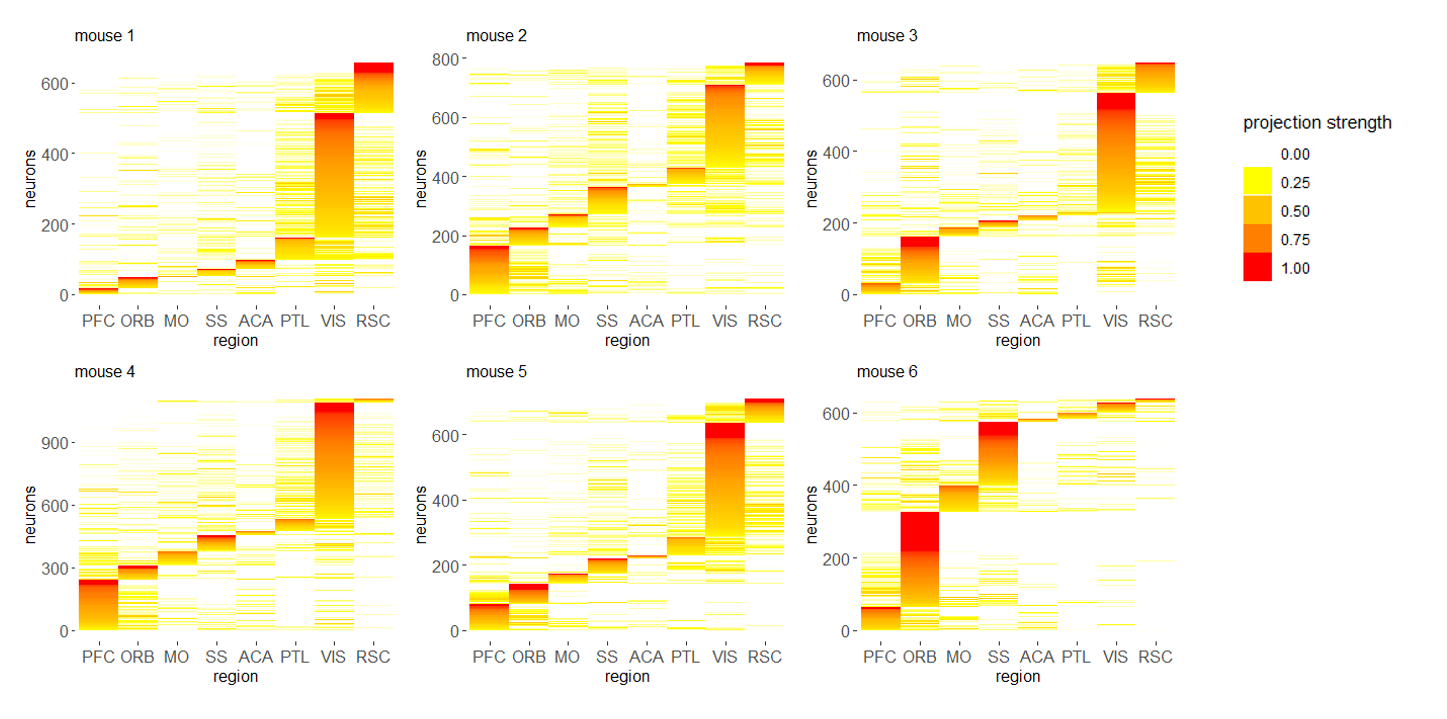 mouse 1
mouse 2
mouse 3
neurons
600
400
200
0
PFC ORB MO SS ACA PTL VIS RSC
region
neurons
800
600
400
200
0
PFC ORB MO SS ACA PTL VIS RSC
region
neurons
600
400
200
0
PFC ORB MO SS ACA PTL VIS RSC
region
projection strength
0.00
0.25
0.50
0.75
1.00
mouse 4
mouse 5
mouse 6
neurons
900
600
300
0
PFC ORB MO SS ACA PTL VIS RSC
region
neurons
600
400
200
0
PFC ORB MO SS ACA PTL VIS RSC
region
neurons
600
400
200
0
PFC ORB MO SS ACA PTL VIS RSC
region